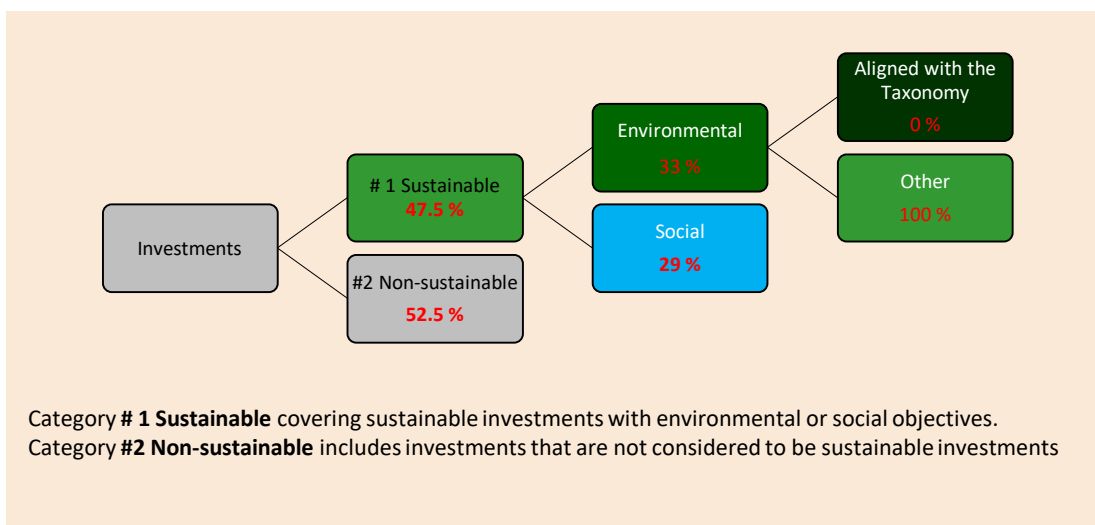 Investments
# 1 Sustainable
47.5 %
#2 Non-sustainable
52.5 %
Environmental
33 %
Social
29 %
Aligned with the
Taxonomy
0 %
Other
100 %
Category # 1 Sustainable covering sustainable investments with environmental or social objectives.
Category #2 Non-sustainable includes investments that are not considered to be sustainable investments